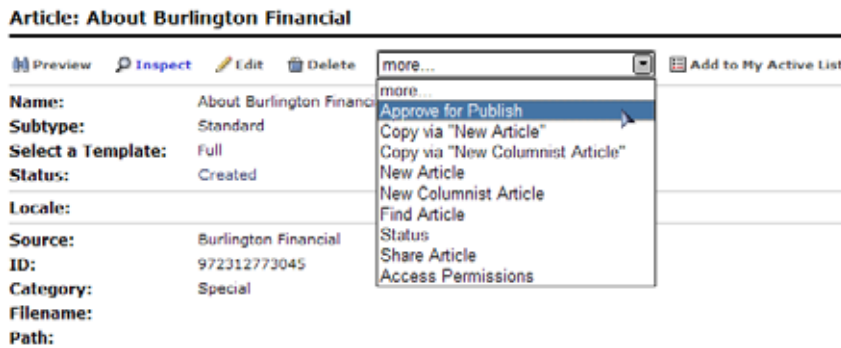 Article: About Burlington Financial
Preview Inspect Edit Delete more... Add to My Active List
more...
Approve for Publish
Copy via "New Article"
Copy via "New Columnist Article"
New Article
New Columnist Article
Find Article
Status
Share Article
Access Permissions
Name: About Burlington Financi
Subtype: Standard
Select a Template: Full
Status: Created
Locale:
Source: Burlington Financial
ID: 972312773045
Category: Special
Filename:
Path: